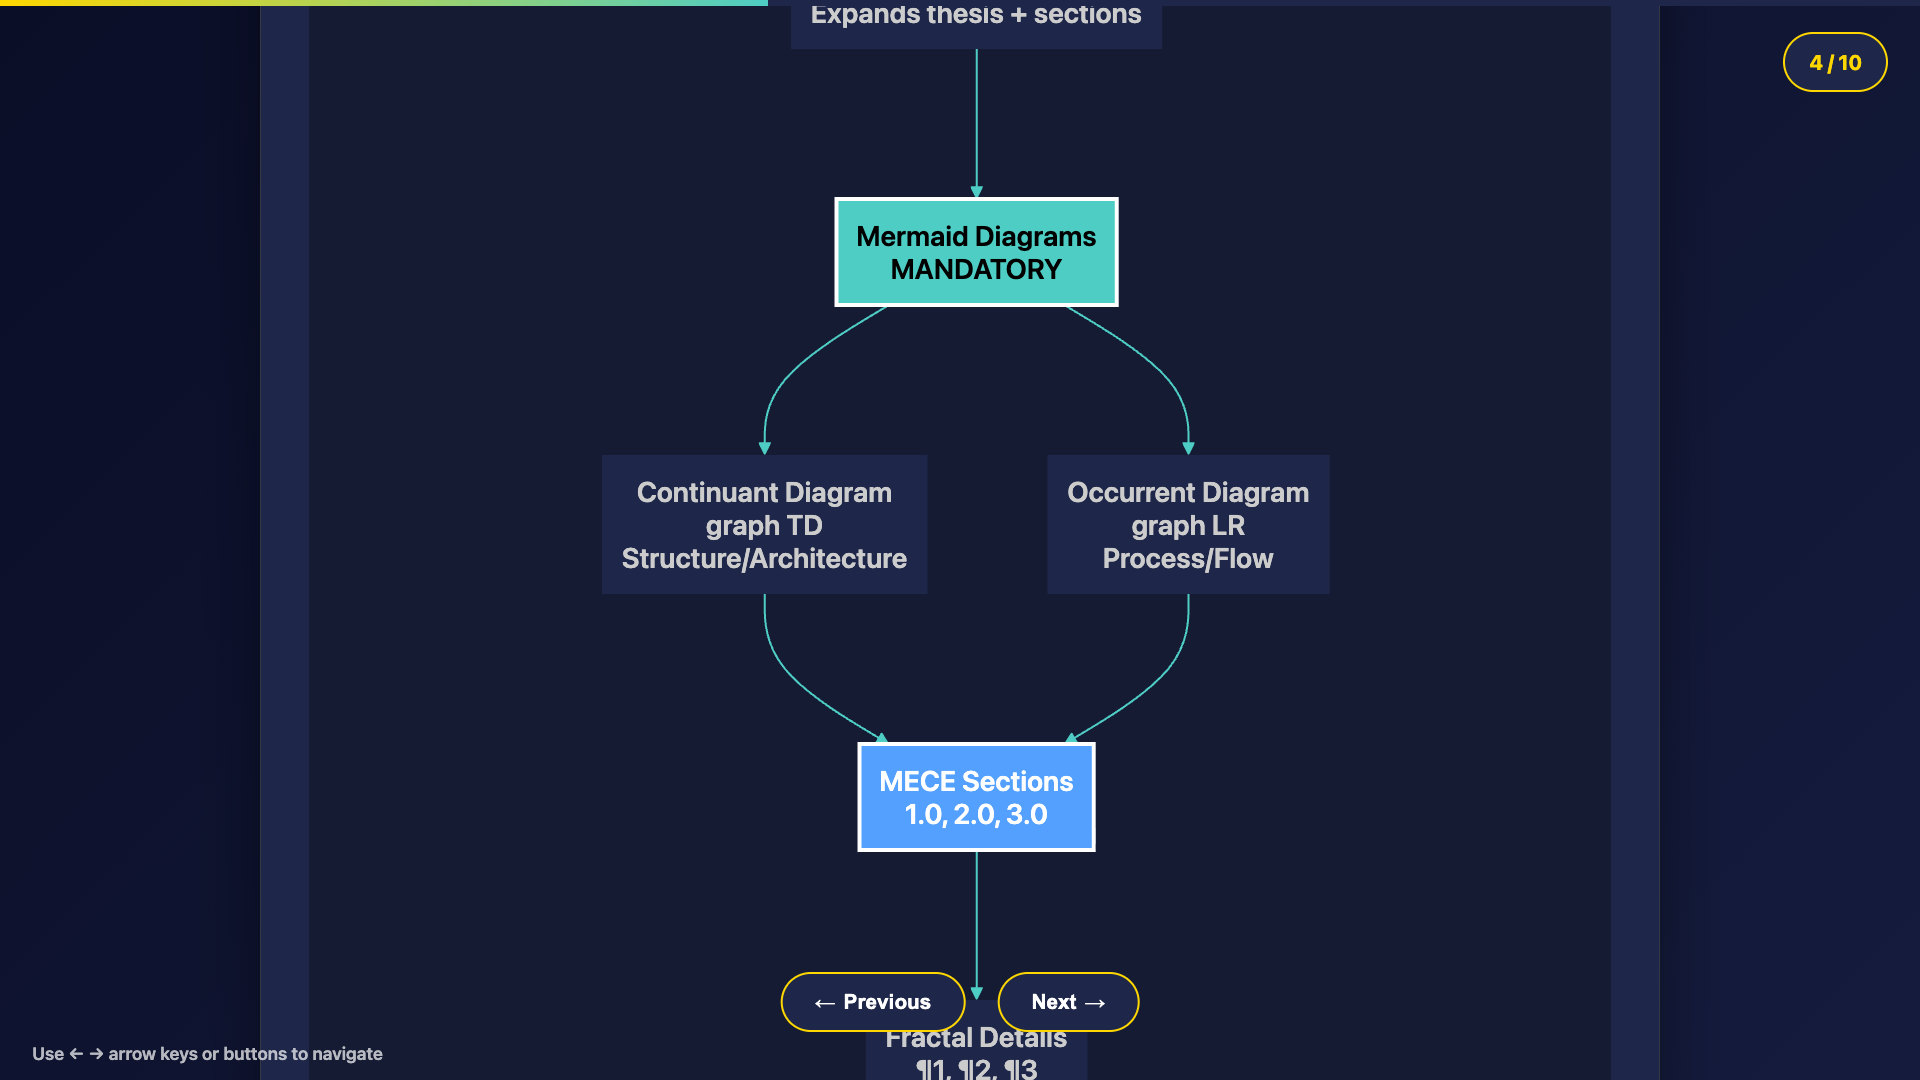 Expands thesis + sections
4 / 10
Mermaid Diagrams
MANDATORY
Continuant Diagram
graph TD
Structure/Architecture
Occurrent Diagram
graph LR
Process/Flow
MECE Sections
1.0, 2.0, 3.0
← Previous
Next →
Fractal Details
¶1, ¶2, ¶3
Use ← → arrow keys or buttons to navigate